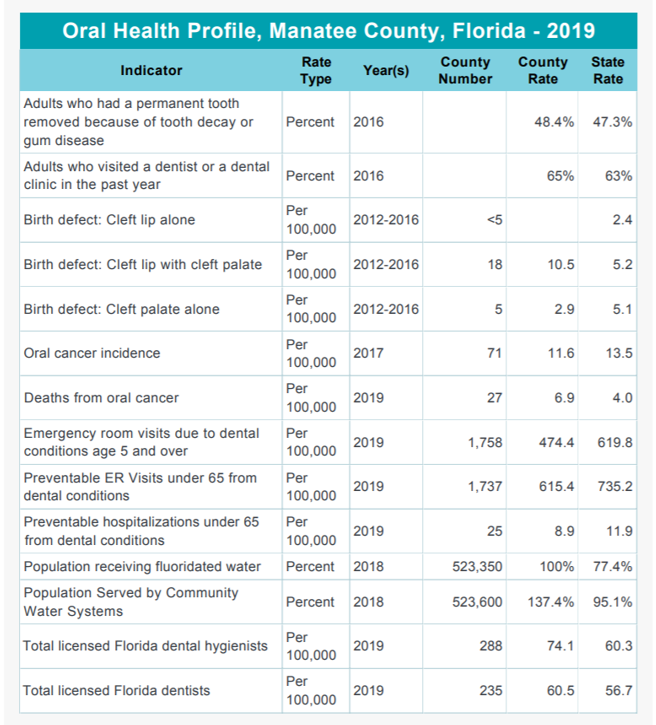 Oral Health Profile, Manatee County, Florida - 2019
Indicator Rate Type Year(s) County Number County Rate State Rate
Adults who had a permanent tooth
removed because of tooth decay or
gum disease
Percent 2016 48.4% 47.3%
Adults who visited a dentist or a dental
clinic in the past year
Percent 2016 65% 63%
Birth defect: Cleft lip alone
Per
100,000
2012-2016 <5 2.4
Birth defect: Cleft lip with cleft palate
Per
100,000
2012-2016 18 10.5 5.2
Birth defect: Cleft palate alone
Per
100,000
2012-2016 5 2.9 5.1
Oral cancer incidence
Per
100,000
2017 71 11.6 13.5
Deaths from oral cancer
Per
100,000
2019 27 6.9 4.0
Emergency room visits due to dental
conditions age 5 and over
Per
100,000
2019 1,758 474.4 619.8
Preventable ER Visits under 65 from
dental conditions
Per
100,000
2019 1,737 615.4 735.2
Preventable hospitalizations under 65
from dental conditions
Per
100,000
2019 25 8.9 11.9
Population receiving fluoridated water Percent 2018 523,350 100% 77.4%
Population Served by Community
Water Systems
Percent 2018 523,600 137.4% 95.1%
Total licensed Florida dental hygienists
Per
100,000
2019 288 74.1 60.3
Total licensed Florida dentists
Per
100,000
2019 235 60.5 56.7